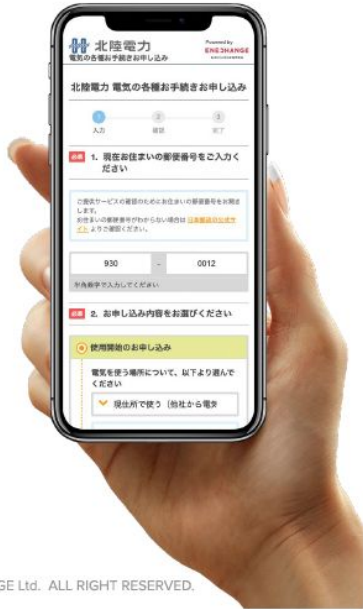 北陸電力
電気の各種お手続きお申し込み
Powered by
ENECHANGE
北陸電力 電気の各種お手続きお申し込み
1 2 3
入力 確認 完了
必須 1. 現在お住まいの郵便番号をご入力く
ださい
ご提供サービスの確認のためにお住まいの郵便番号をお聞き
します。
お住まいの郵便番号がわからない場合は 日本郵便の公式サ
イト よりご確認ください。
930 - 0012
半角数字で入力してください
必須 2. お申し込み内容をお選びください
使用開始のお申し込み
電気を使う場所について、以下より選んで
ください
現住所で使う（他社から電気
GE Ltd. ALL RIGHT RESERVED.